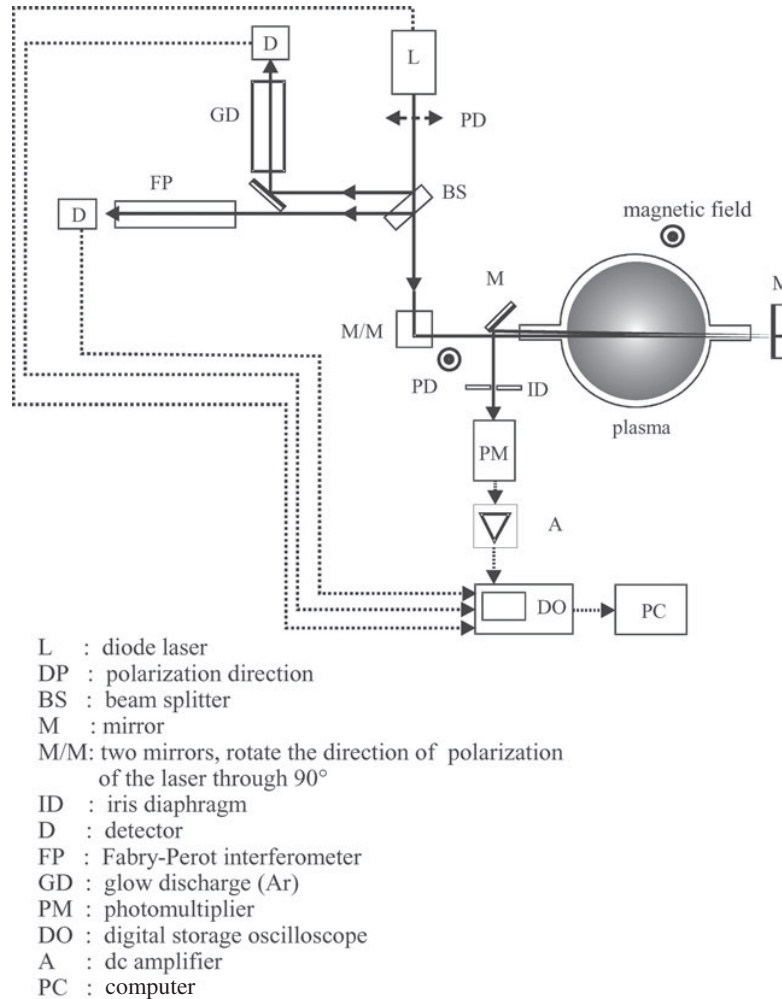 D
L
GD
PD
FP
BS
D
magnetic field
M
M
M/M
PD
ID
plasma
PM
A
DO
PC
L : diode laser
DP : polarization direction
BS : beam splitter
M : mirror
M/M: two mirrors, rotate the direction of polarization
of the laser through 90°
ID : iris diaphragm
D : detector
FP : Fabry-Perot interferometer
GD : glow discharge (Ar)
PM : photomultiplier
DO : digital storage oscilloscope
A : dc amplifier
PC : computer